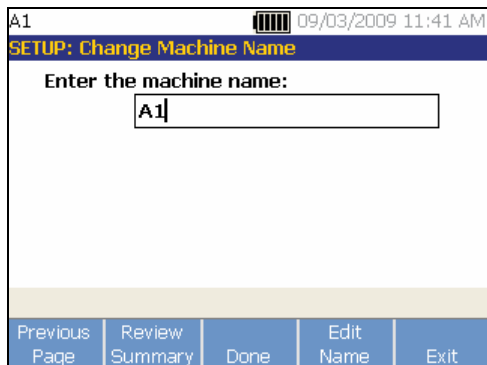 A1 09/03/2009 11:41 AM
SETUP: Change Machine Name
Enter the machine name:
A1
Previous Review Edit
Page Summary Done Name Exit